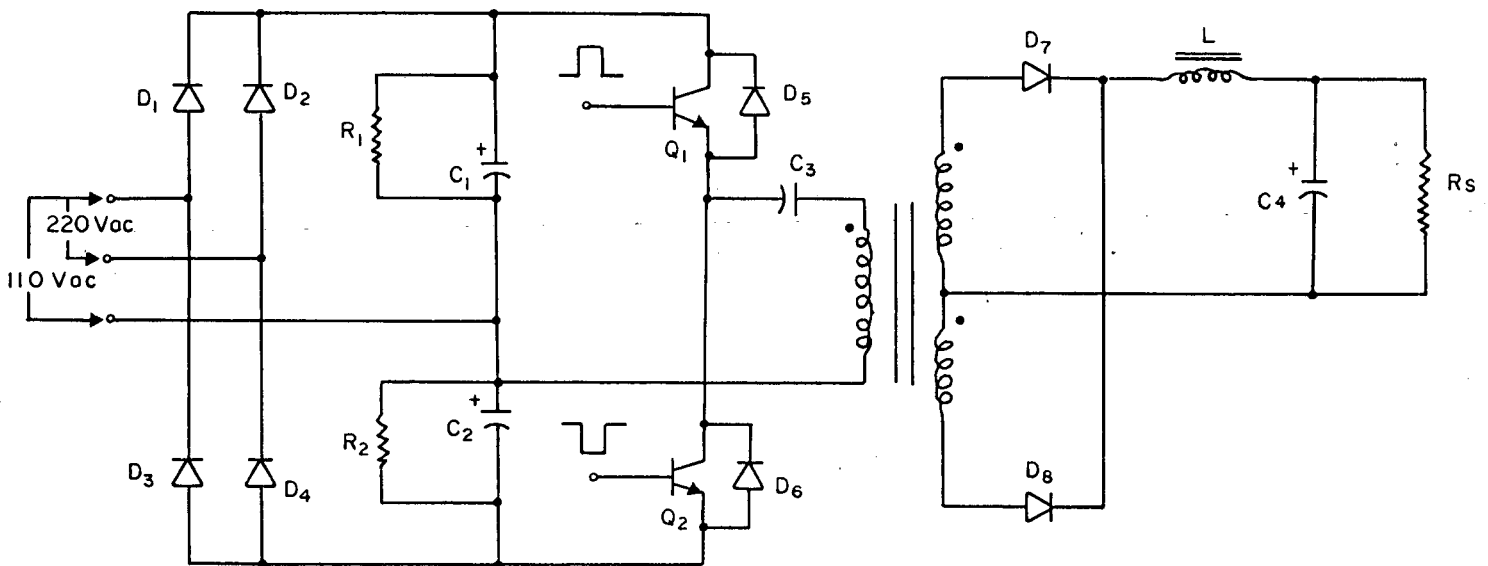 D1
D2
R1
+
C1
Q1
D5
C3
220 Vac
110 Vac
D3
D4
R2
+
C2
Q2
D6
D7
L
+
C4
Rs
D8